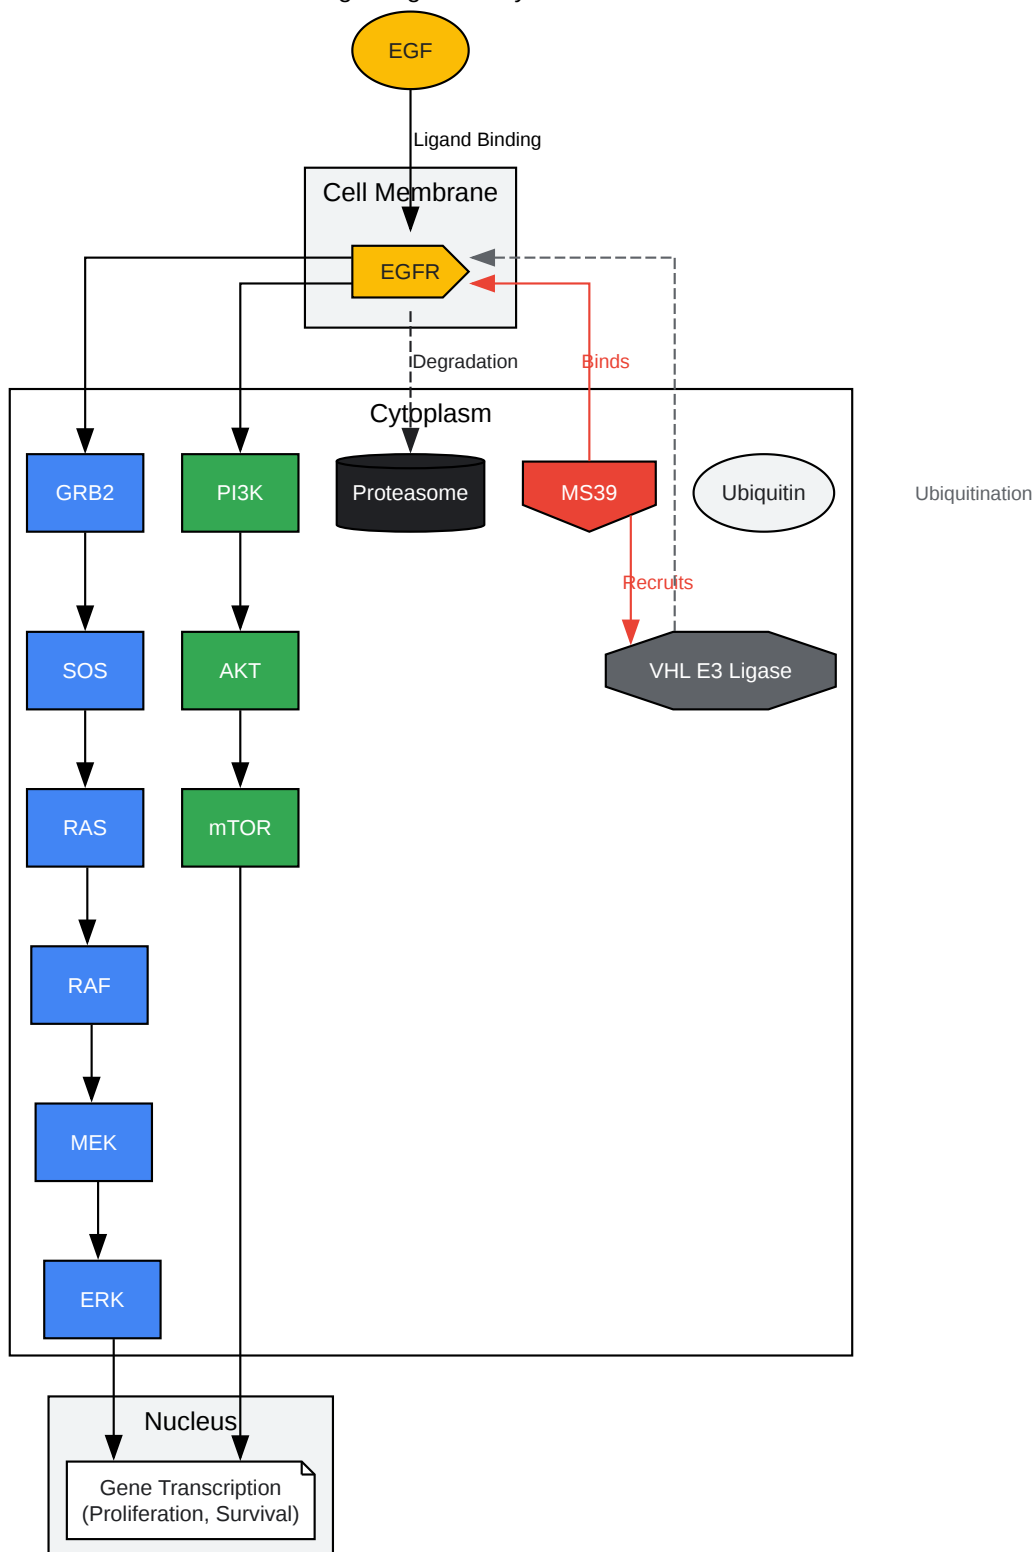 EGF
Ligand Binding
Cell Membrane
EGFR
Degradation
Binds
Cytoplasm
GRB2
PI3K
Proteasome
MS39
Ubiquitin
Ubiquitination
Recruits
SOS
AKT
VHL E3 Ligase
RAS
mTOR
RAF
MEK
ERK
Nucleus
Gene Transcription
(Proliferation, Survival)